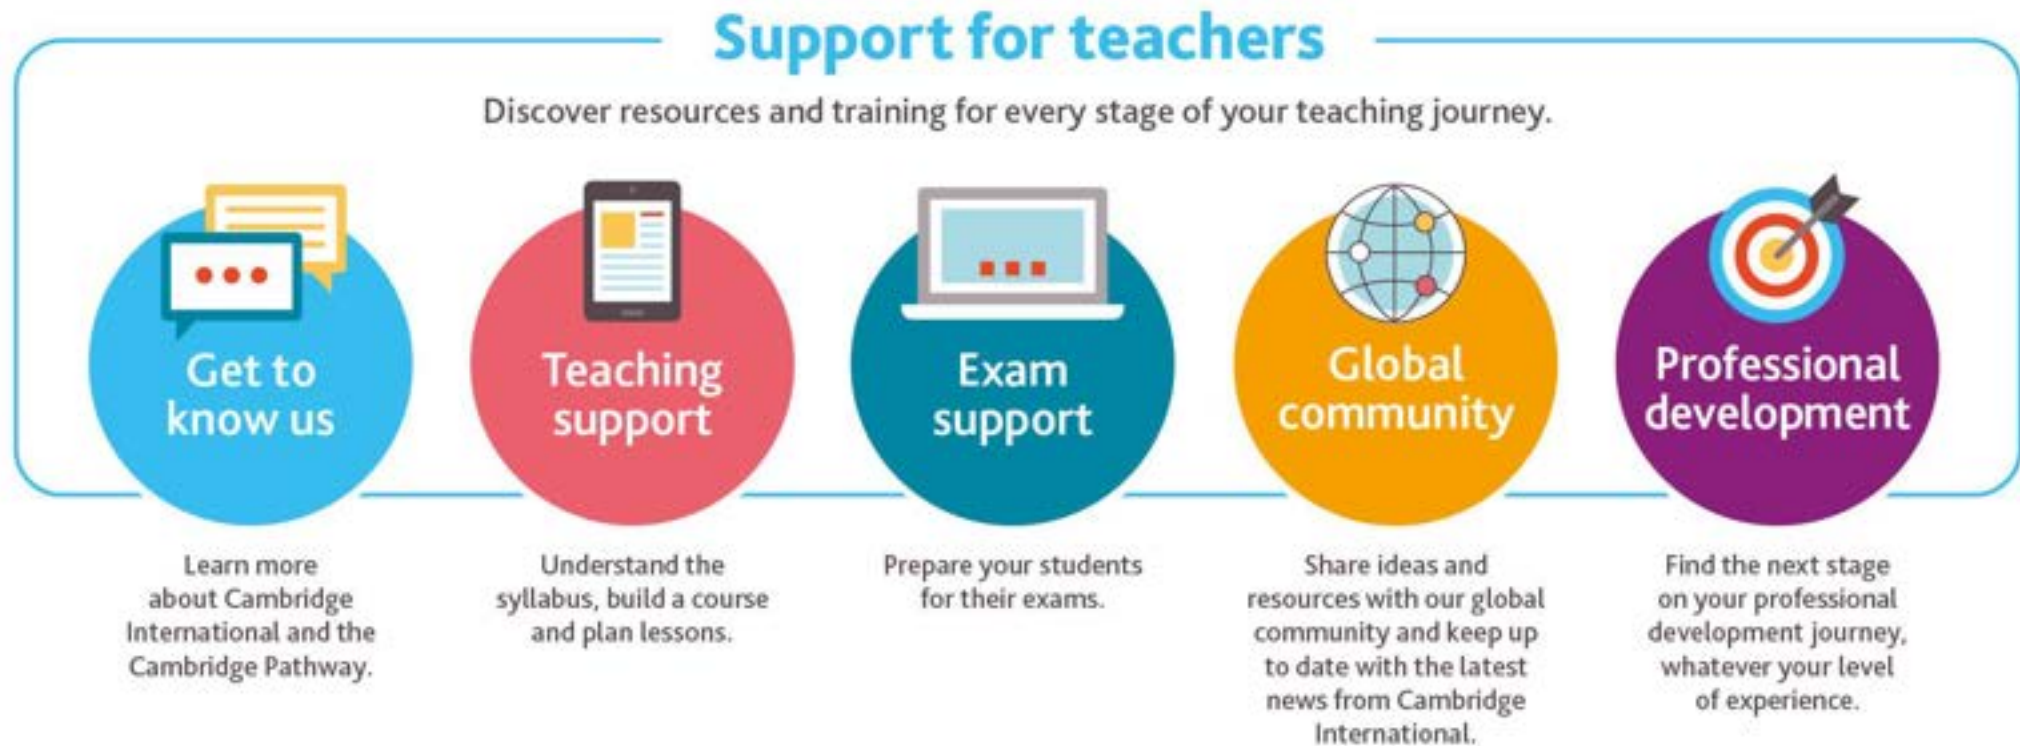 Support for teachers
Discover resources and training for every stage of your teaching journey.
Get to
know us
Learn more
about Cambridge
International and the
Cambridge Pathway.
Teaching
support
Understand the
syllabus, build a course
and plan lessons.
Exam
support
Prepare your students
for their exams.
Global
community
Share ideas and
resources with our global
community and keep up
to date with the latest
news from Cambridge
International.
Professional
development
Find the next stage
on your professional
development journey,
whatever your level
of experience.